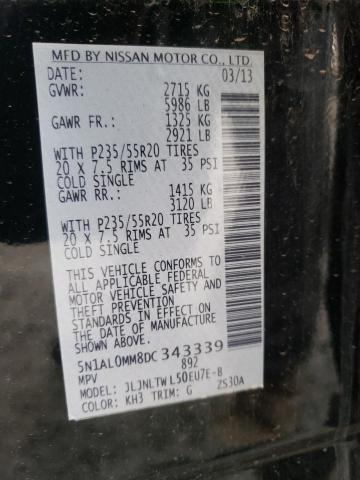 MFD BY NISSAN MOTOR CO., LTD.
DATE: 03/13
GVWR: 2715 KG
5986 LB
GAWR FR.: 1325 KG
2921 LB
WITH P235/55R20 TIRES
20 X 7.5 RIMS AT 35 PSI
COLD SINGLE
GAWR RR.: 1415 KG
3120 LB
WITH P235/55R20 TIRES
20 X 7.5 RIMS AT 35 PSI
COLD SINGLE
THIS VEHICLE CONFORMS TO
ALL APPLICABLE FEDERAL
MOTOR VEHICLE SAFETY AND
THEFT PREVENTION
STANDARDS IN EFFECT ON
THE DATE OF MANUFACTURE
SHOWN ABOVE.
5N1AL0MM8DC343339
892
MPV
JLJNLTWL50EU7E-B
COLOR: KH3 TRIM: G ZS30A